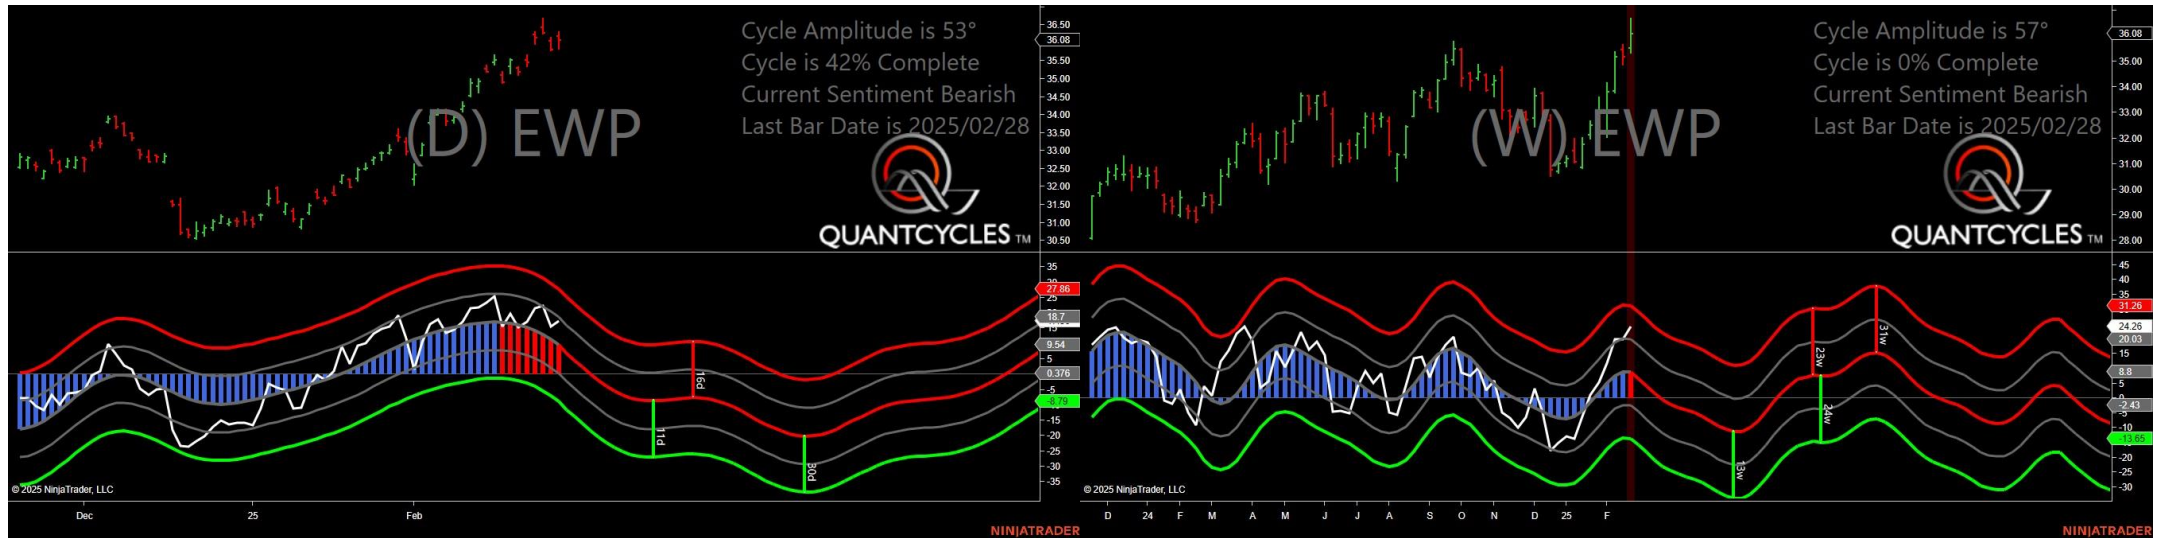 Cycle Amplitude is 53°
Cycle is 42% Complete
Current Sentiment Bearish
Last Bar Date is 2025/02/28
(D) EWP
QUANTCYCLES TM
36.50
36.08
35.50
35.00
34.50
34.00
33.50
33.00
32.50
32.00
31.50
31.00
30.50
35
27.86
25
18.7
15
9.54
5
0.376
-5
-8.79
-15
-20
-25
-30
-35
16d
11d
30d
© 2025 NinjaTrader, LLC
Dec
25
Feb
NINJATRADER
Cycle Amplitude is 57°
Cycle is 0% Complete
Current Sentiment Bearish
Last Bar Date is 2025/02/28
(W) EWP
QUANTCYCLES TM
36.08
35.00
34.00
33.00
32.00
31.00
30.00
29.00
28.00
45
40
35
31.26
24.26
20.03
15
8.8
5
-2.43
-5
-10
-13.65
-20
-25
-30
23w
31w
24w
13w
© 2025 NinjaTrader, LLC
D 24 F M A M J J A S O N D 25 F
NINJATRADER